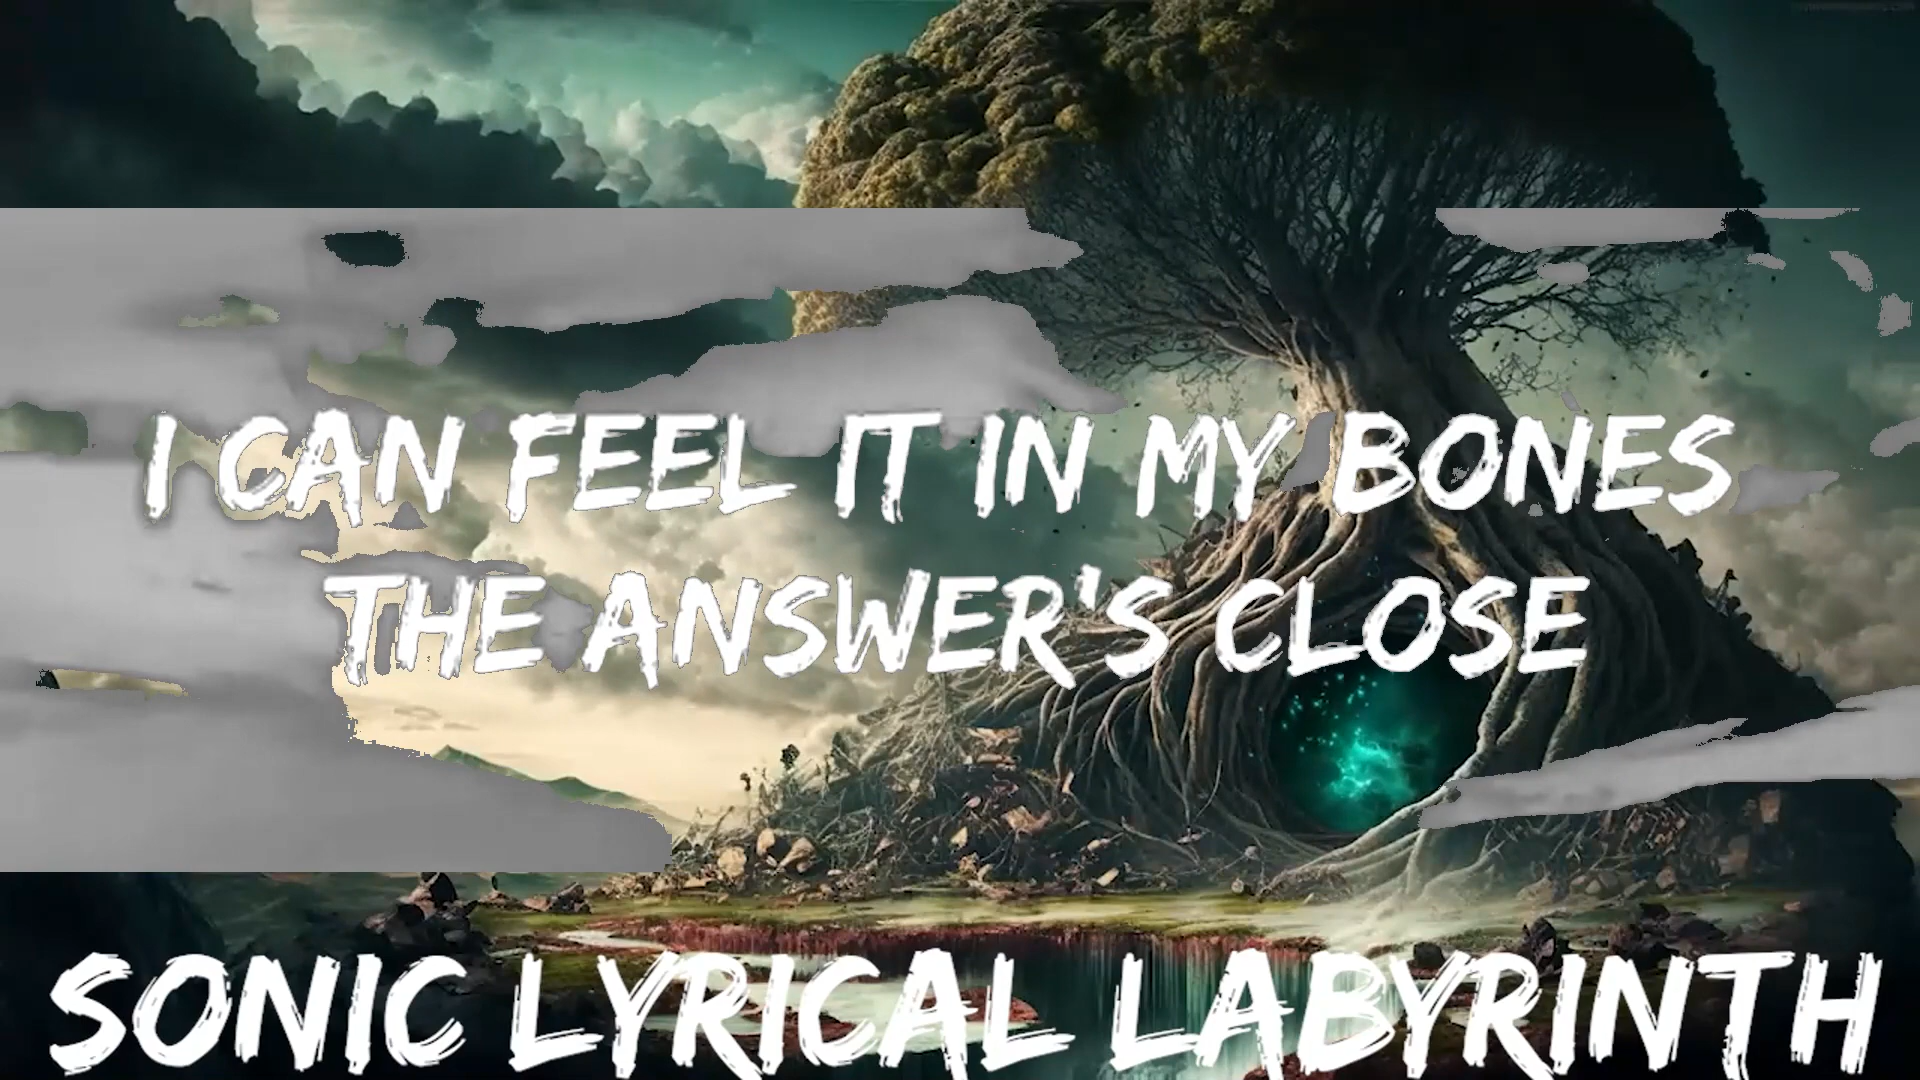 I CAN FEEL IT IN MY BONES
THE ANSWER'S CLOSE
SONIC LYRICAL LABYRINTH